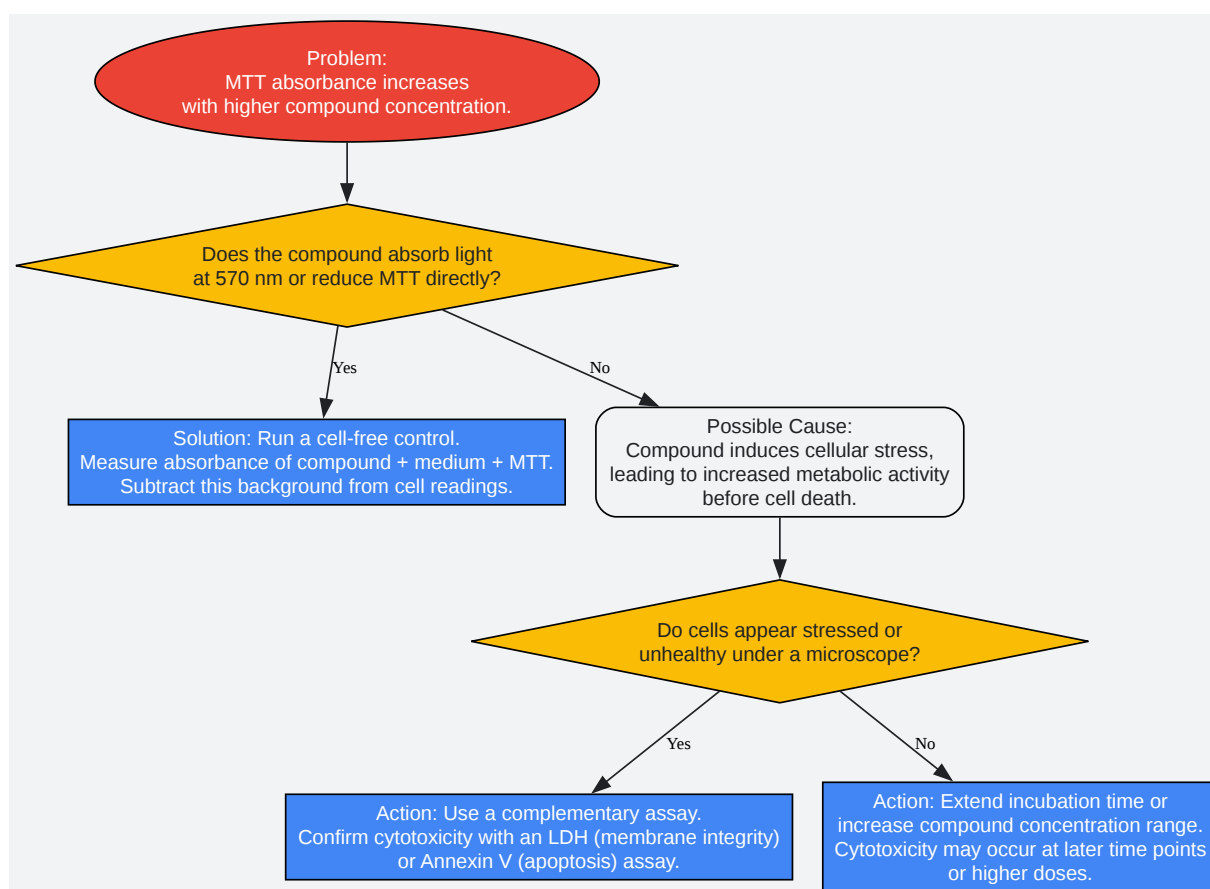 Problem:
MTT absorbance increases
with higher compound concentration.
Does the compound absorb light
at 570 nm or reduce MTT directly?
Yes
No
Solution: Run a cell-free control.
Measure absorbance of compound + medium + MTT.
Subtract this background from cell readings.
Possible Cause:
Compound induces cellular stress,
leading to increased metabolic activity
before cell death.
Do cells appear stressed or
unhealthy under a microscope?
Yes
No
Action: Use a complementary assay.
Confirm cytotoxicity with an LDH (membrane integrity)
or Annexin V (apoptosis) assay.
Action: Extend incubation time or
increase compound concentration range.
Cytotoxicity may occur at later time points
or higher doses.